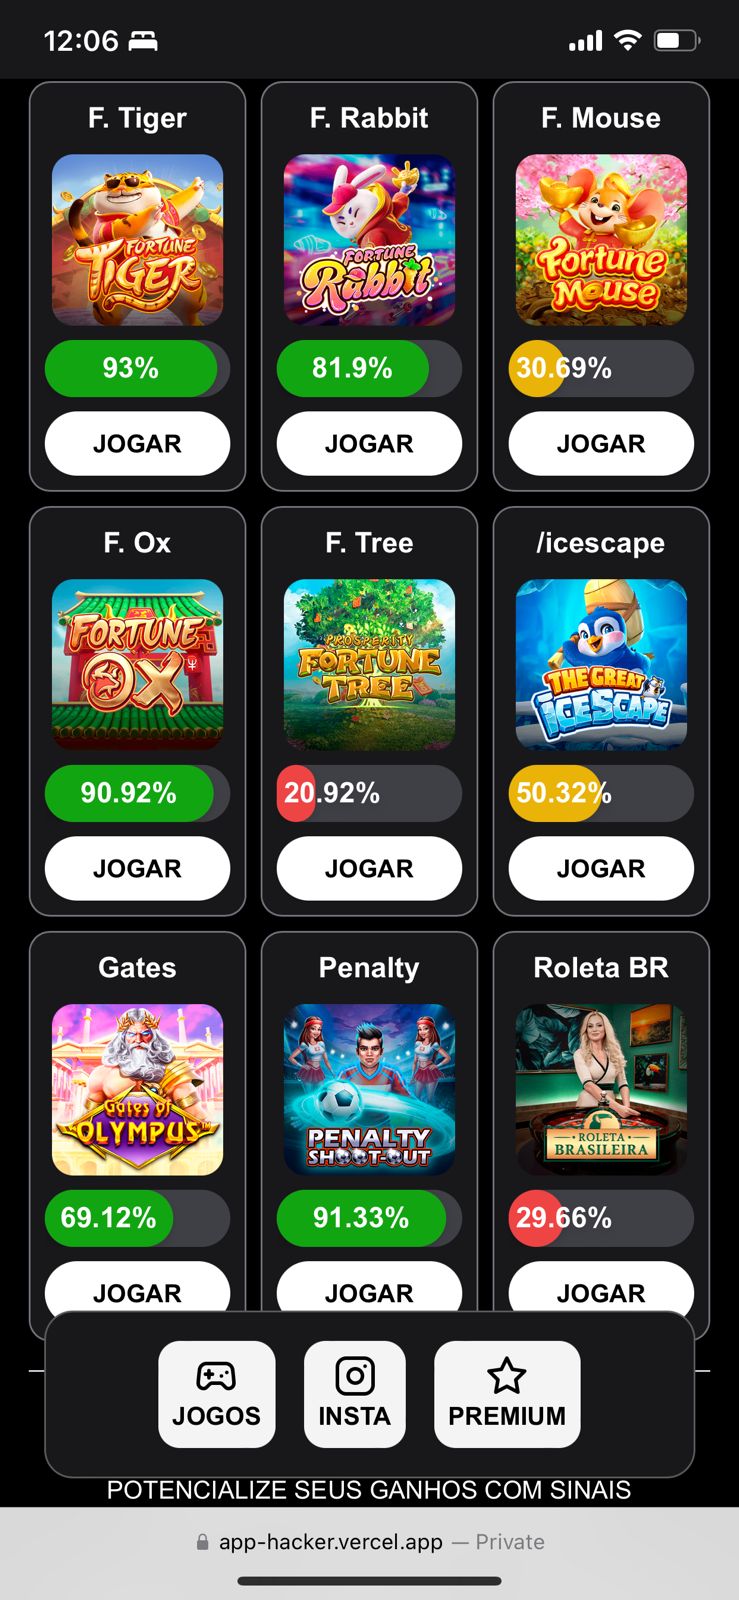 12:06
F. Tiger
F. Rabbit
F. Mouse
FORTUNE
TIGER
FORTUNE
Rabbit
Fortune
Mouse
93%
81.9%
30.69%
JOGAR
JOGAR
JOGAR
F. Ox
F. Tree
/icescape
FORTUNE
OX
PROSPERITY
FORTUNE
TREE
THE GREAT
ICESCAPE
90.92%
20.92%
50.32%
JOGAR
JOGAR
JOGAR
Gates
Penalty
Roleta BR
Gates of
OLYMPUS
PENALTY
SHOOT-OUT
ROLETA
BRASILEIRA
69.12%
91.33%
29.66%
JOGAR
JOGAR
JOGAR
JOGOS
INSTA
PREMIUM
POTENCIALIZE SEUS GANHOS COM SINAIS
app-hacker.vercel.app — Private